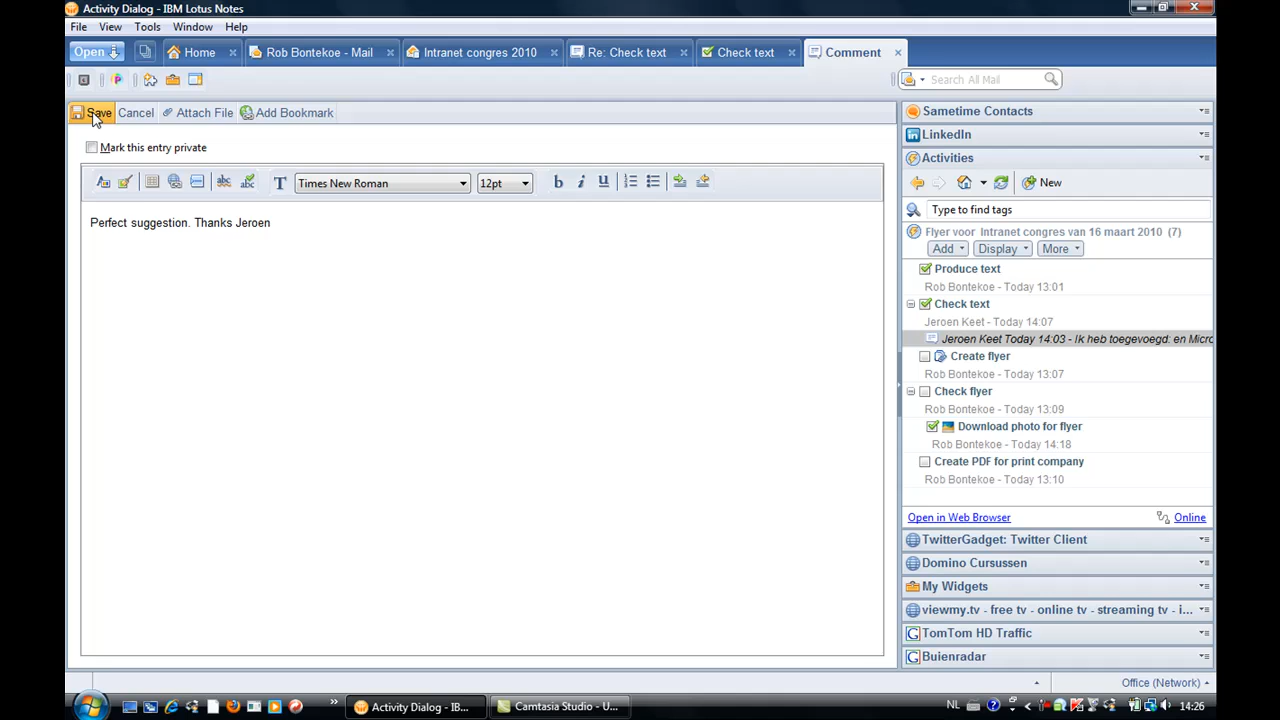 Activity Dialog - IBM Lotus Notes
File View Tools Window Help
Open Home Rob Bontekoe - Mail Intranet congres 2010 Re: Check text Check text Comment
Search All Mail
Save Cancel Attach File Add Bookmark
Mark this entry private
Times New Roman 12pt
Perfect suggestion. Thanks Jeroen
Sametime Contacts
LinkedIn
Activities
New
Type to find tags
Flyer voor Intranet congres van 16 maart 2010 (7)
Add Display More
Produce text
Rob Bontekoe - Today 13:01
Check text
Jeroen Keet - Today 14:07
Jeroen Keet Today 14:03 - Ik heb toegevoegd: en Micro
Create flyer
Rob Bontekoe - Today 13:07
Check flyer
Rob Bontekoe - Today 13:09
Download photo for flyer
Rob Bontekoe - Today 14:18
Create PDF for print company
Rob Bontekoe - Today 13:10
Open in Web Browser Online
TwitterGadget: Twitter Client
Domino Cursussen
My Widgets
viewmy.tv - free tv - online tv - streaming tv - i...
TomTom HD Traffic
Buienradar
Office (Network)
Activity Dialog - IB... Camtasia Studio - U... NL 14:26